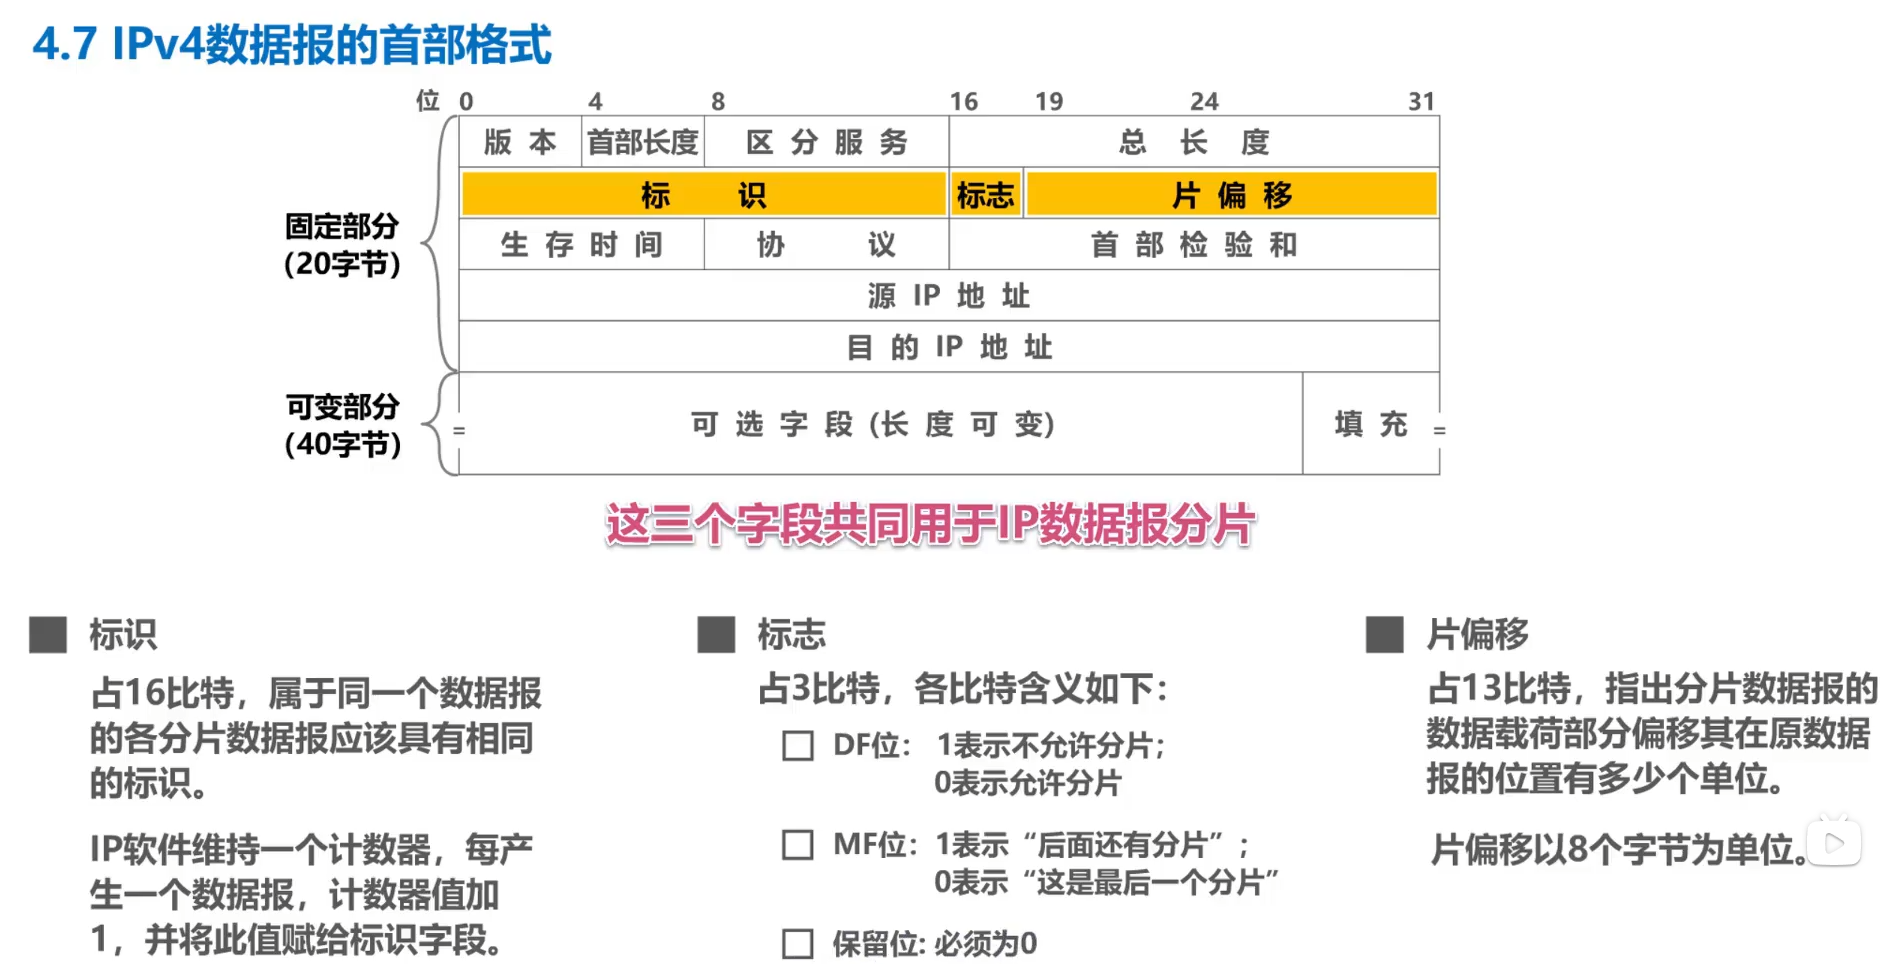 4.7 IPv4数据报的首部格式
位 0 4 8 16 19 24 31
版 本 首部长度 区 分 服 务 总 长 度
标 识 标志 片 偏 移
固定部分
(20字节)
生 存 时 间 协 议 首 部 检 验 和
源 IP 地 址
目 的 IP 地 址
可变部分
(40字节)
= 可 选 字 段 (长 度 可 变) 填 充 =
这三个字段共同用于IP数据报分片
标识
占16比特，属于同一个数据报
的各分片数据报应该具有相同
的标识。
IP软件维持一个计数器，每产
生一个数据报，计数器值加
1，并将此值赋给标识字段。
标志
占3比特，各比特含义如下：
DF位： 1表示不允许分片；
0表示允许分片
MF位：1表示“后面还有分片”；
0表示“这是最后一个分片”
保留位: 必须为0
片偏移
占13比特，指出分片数据报的
数据载荷部分偏移其在原数据
报的位置有多少个单位。
片偏移以8个字节为单位。